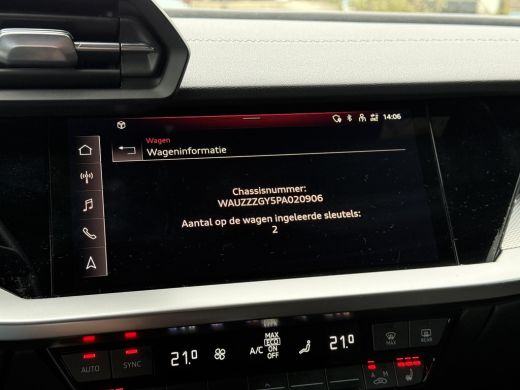 14:06
Wagen
Wageninformatie
Chassisnummer:
WAUZZZGY5PA020906
Aantal op de wagen ingeleerde sleutels:
2
MAX
REAR
AUTO
SYNC
21.0
A/C
MAX
ECO
ON
OFF
21.0
A M